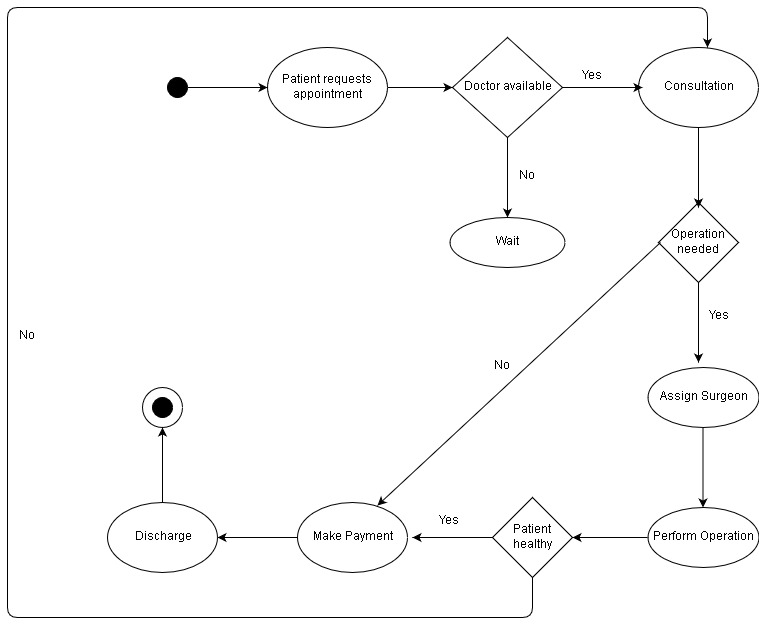 Patient requests
appointment
Doctor available
Yes
Consultation
No
Wait
Operation
needed
Yes
No
No
Assign Surgeon
Discharge
Make Payment
Yes
Patient
healthy
Perform Operation